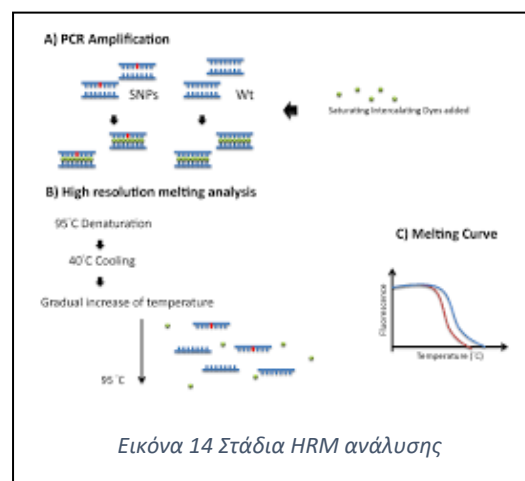 A) PCR Amplification
SNPs
Wt
Saturating Intercalating Dyes added
B) High resolution melting analysis
95°C Denaturation
40°C Cooling
Gradual increase of temperature
95 °C
C) Melting Curve
Fluorescence
Temperature (°C)
Εικόνα 14 Στάδια HRM ανάλυσης